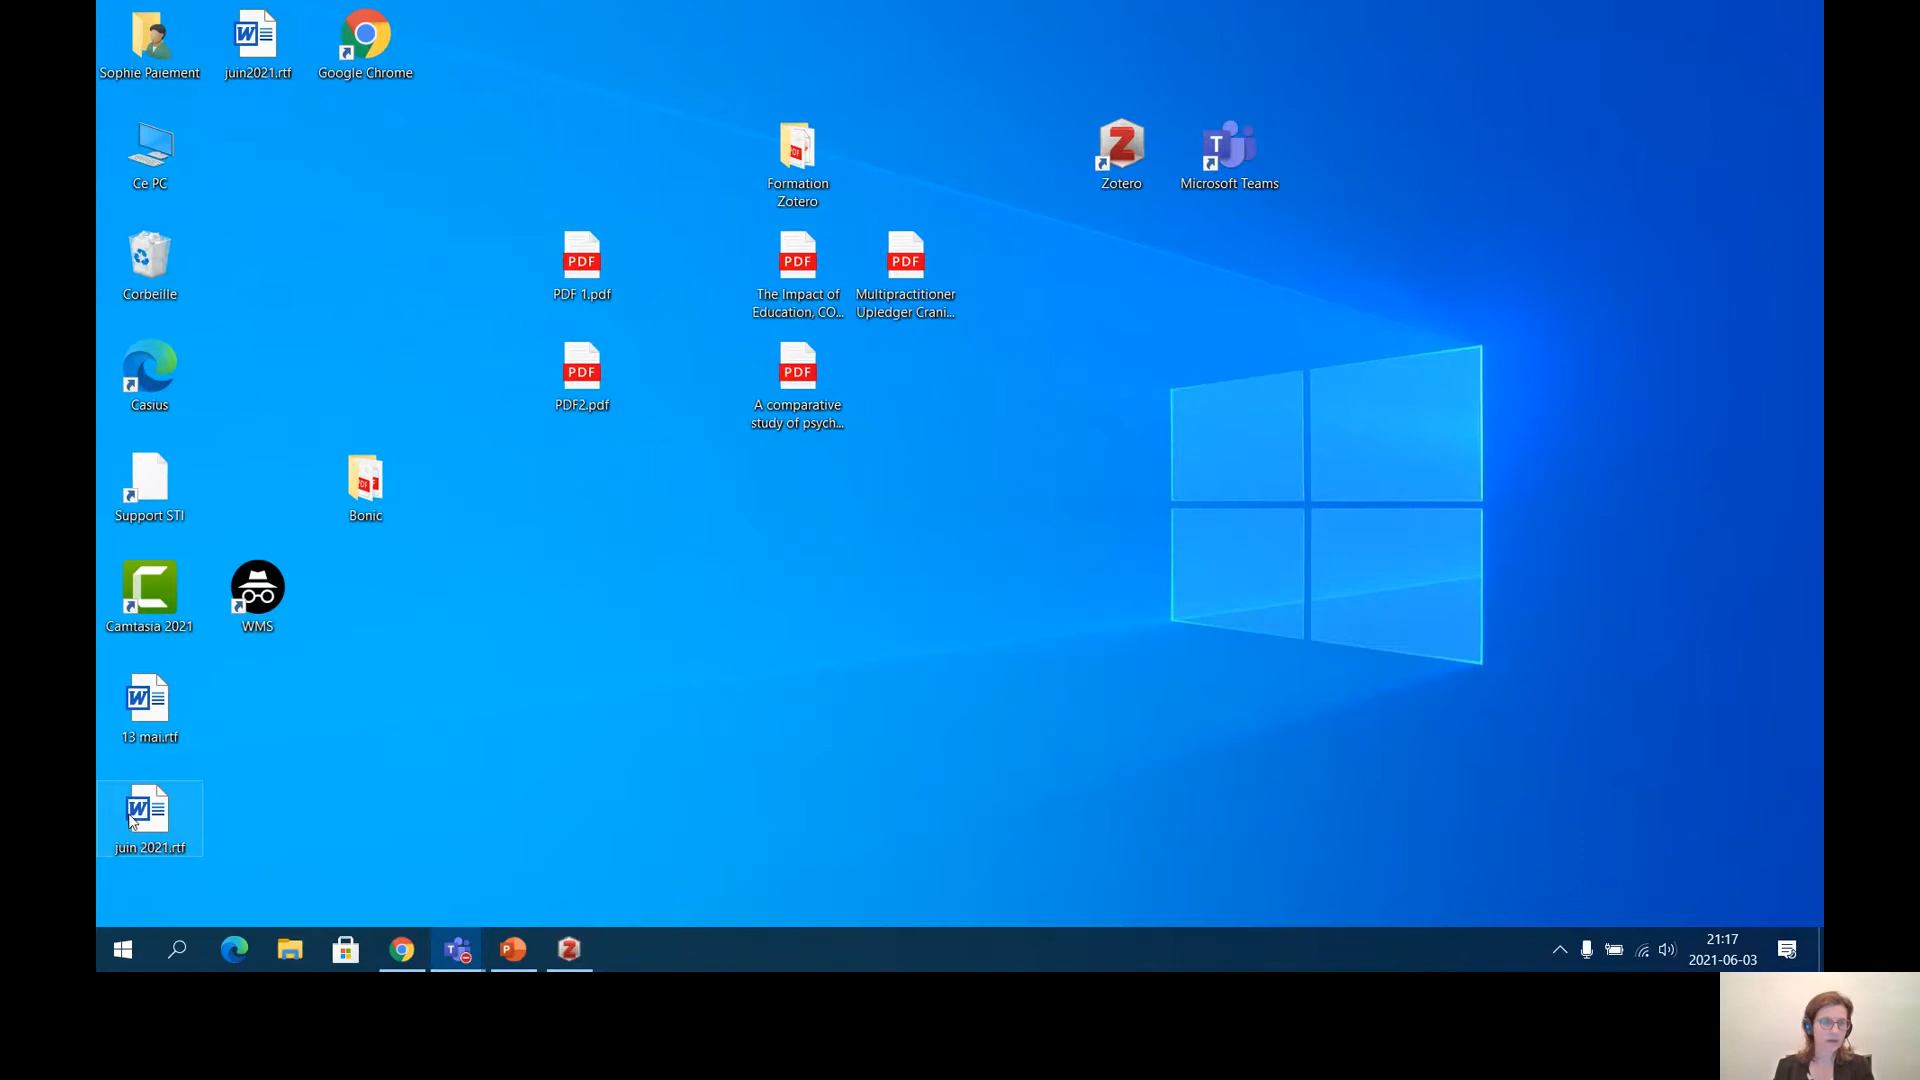 Sophie Paiement
juin2021.rtf
Google Chrome
Ce PC
Formation
Zotero
Zotero
Microsoft Teams
Corbeille
PDF
PDF 1.pdf
PDF
The Impact of
Education, CO...
PDF
Multipractitioner
Upledger Crani...
Casius
PDF
PDF2.pdf
PDF
A comparative
study of psych...
Support STI
Bonic
Camtasia 2021
WMS
13 mai.rtf
juin 2021.rtf
21:17
2021-06-03